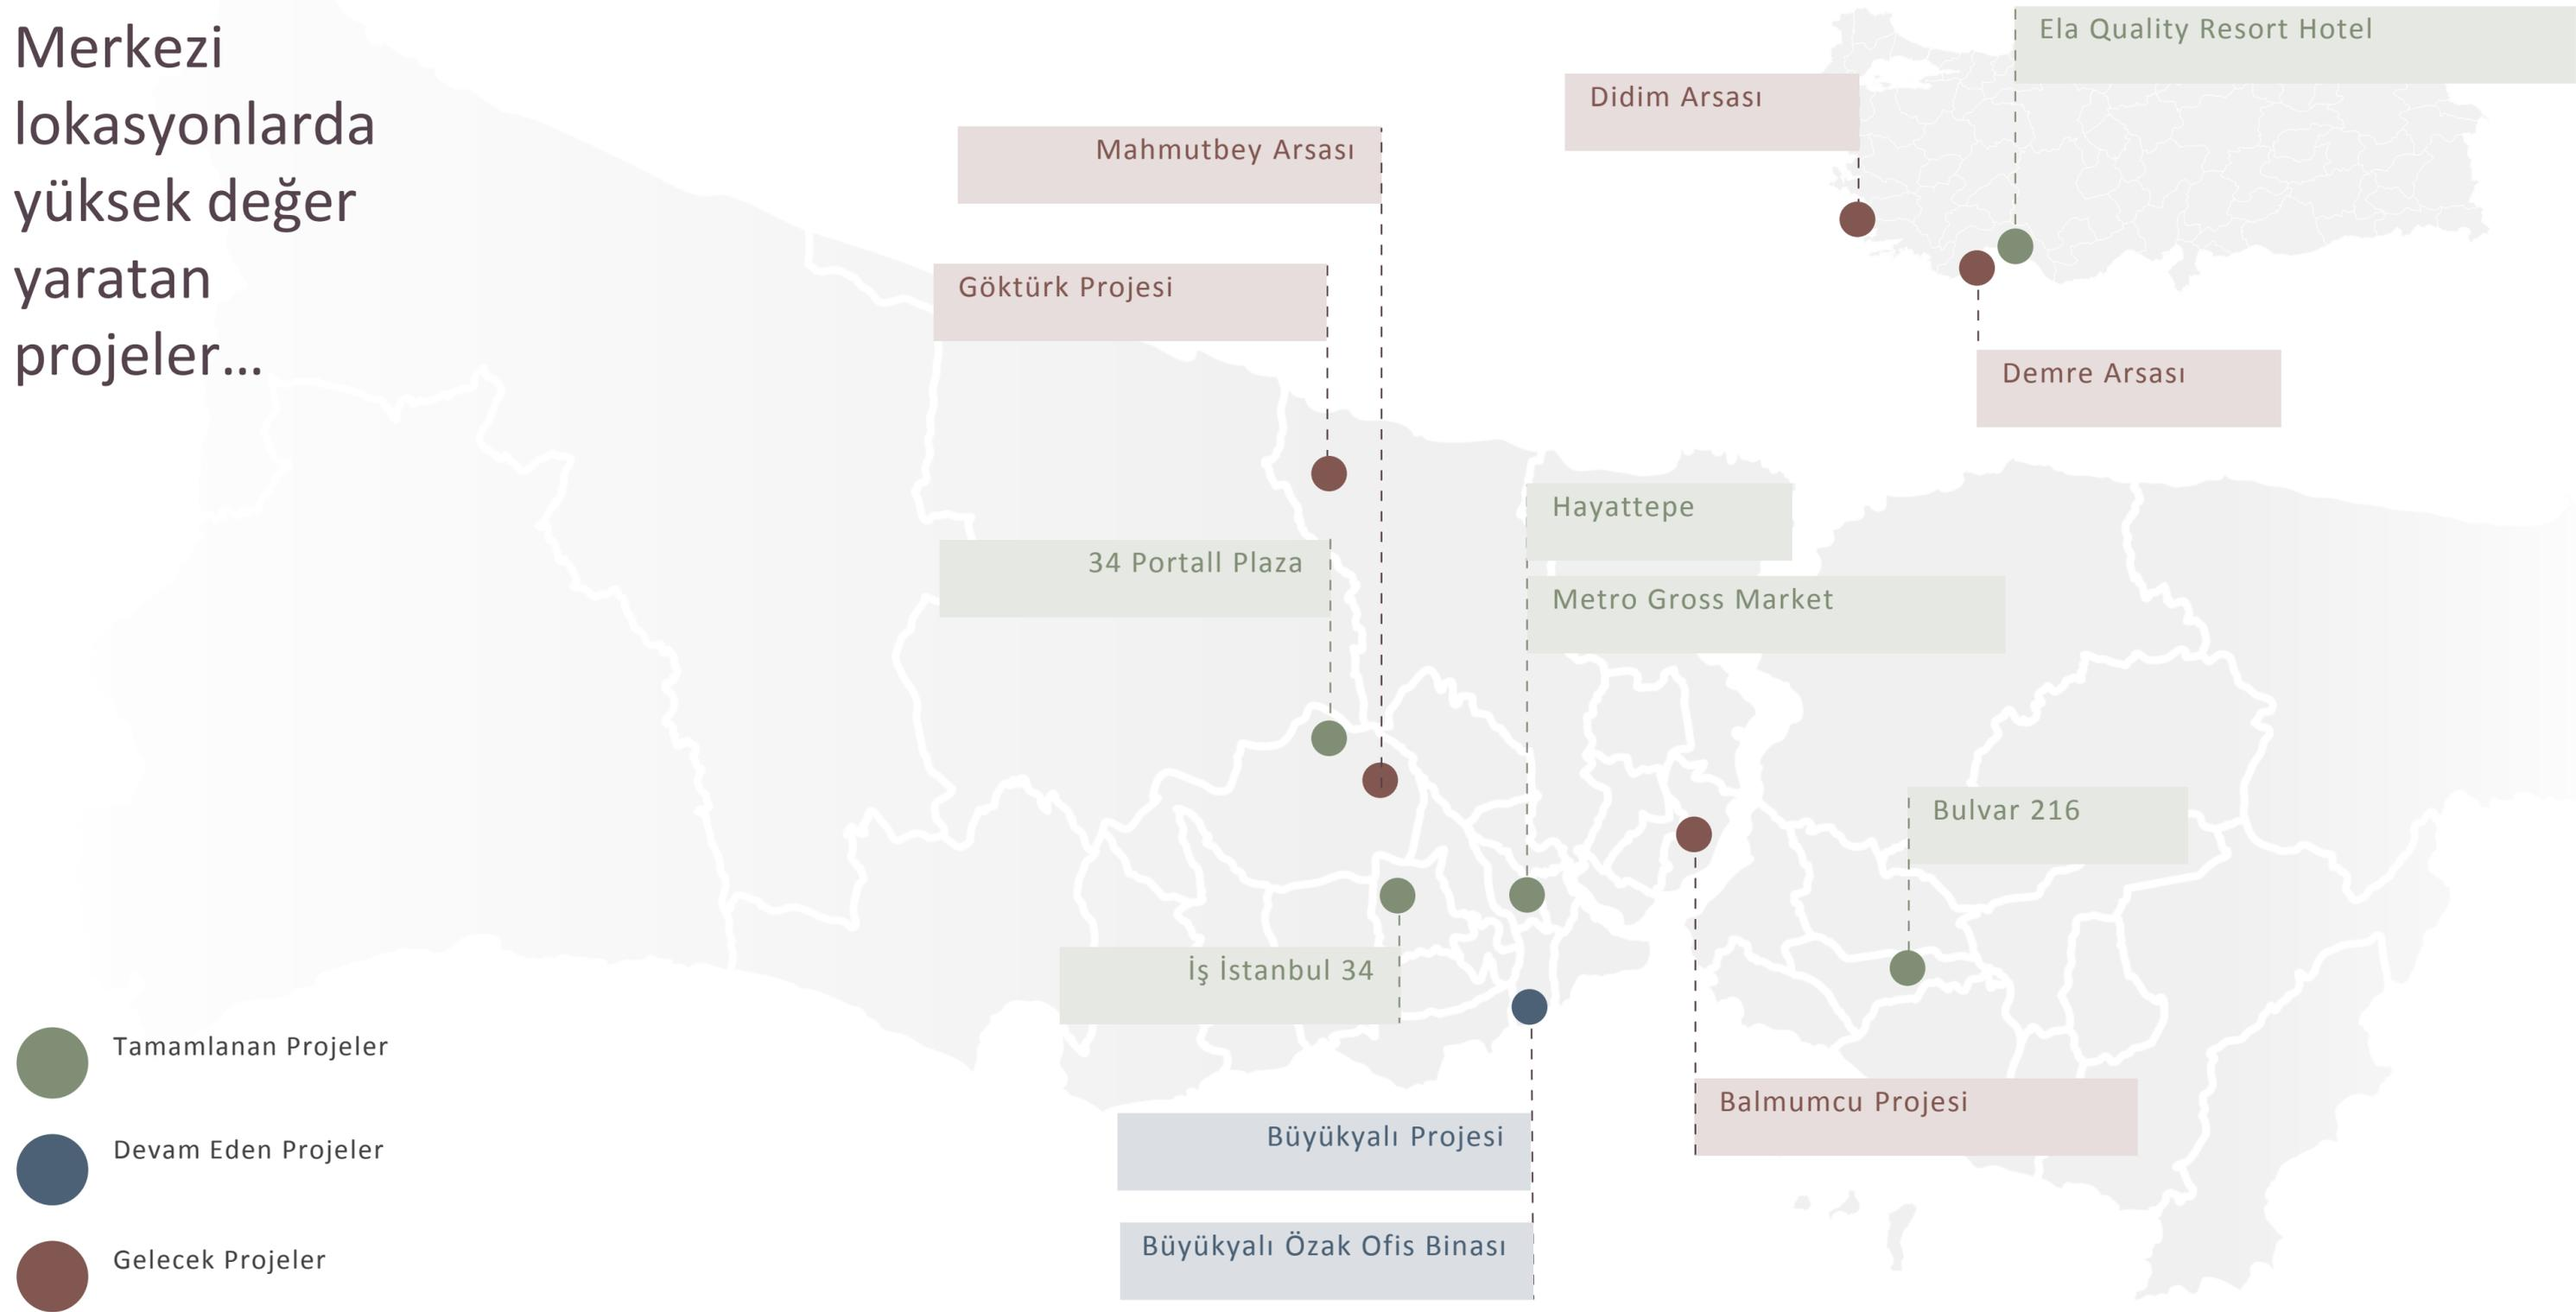 Merkezi
lokasyonlarda
yüksek değer
yaratan
projeler...
Ela Quality Resort Hotel
Didim Arsası
Mahmutbey Arsası
Göktürk Projesi
Demre Arsası
Hayattepe
34 Portall Plaza
Metro Gross Market
Bulvar 216
İş İstanbul 34
Balmumcu Projesi
Büyükyalı Projesi
Büyükyalı Özak Ofis Binası
Tamamlanan Projeler
Devam Eden Projeler
Gelecek Projeler